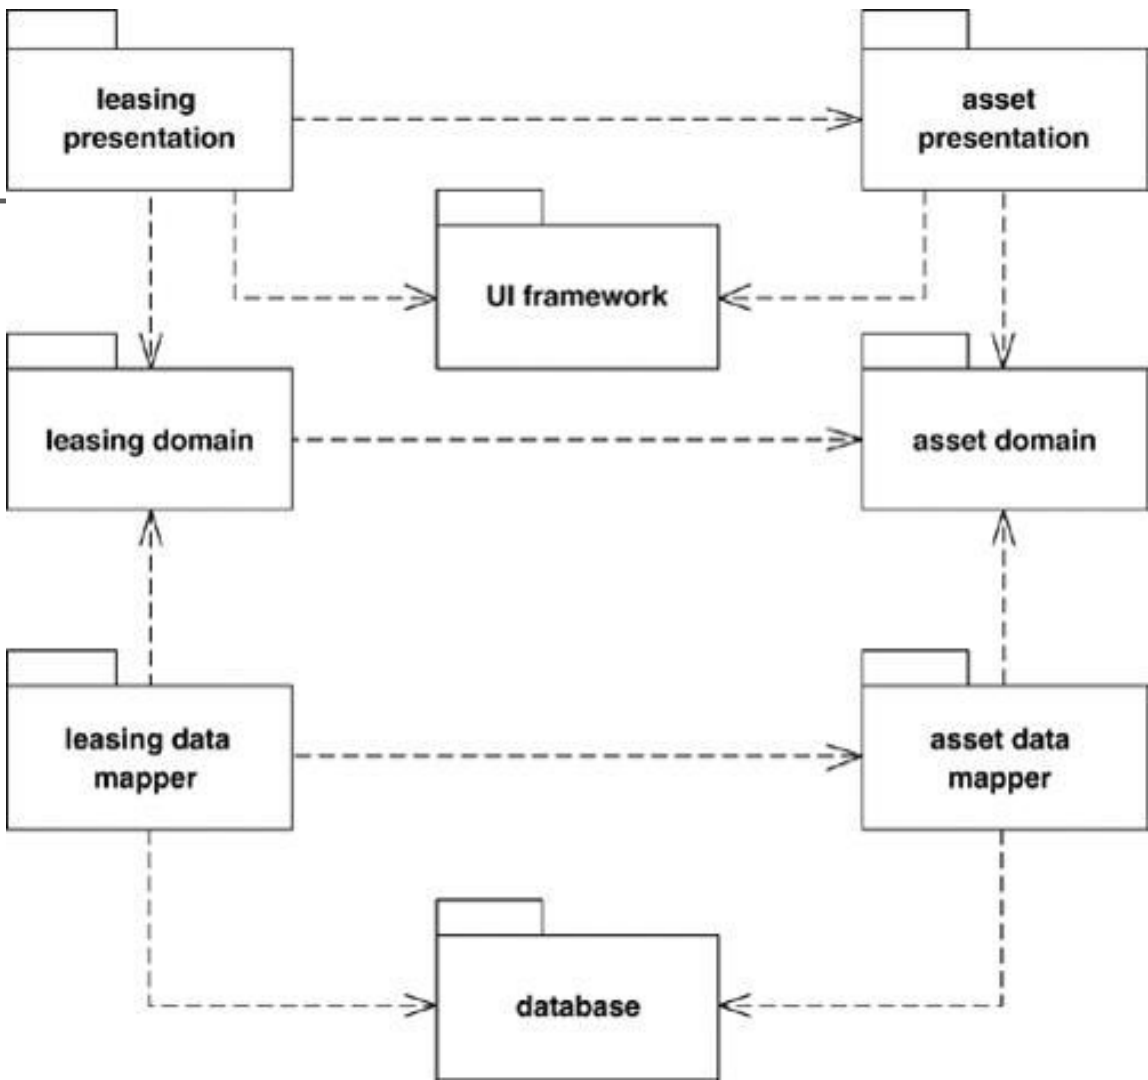 leasing
presentation
asset
presentation
UI framework
leasing domain
asset domain
leasing data
mapper
asset data
mapper
database